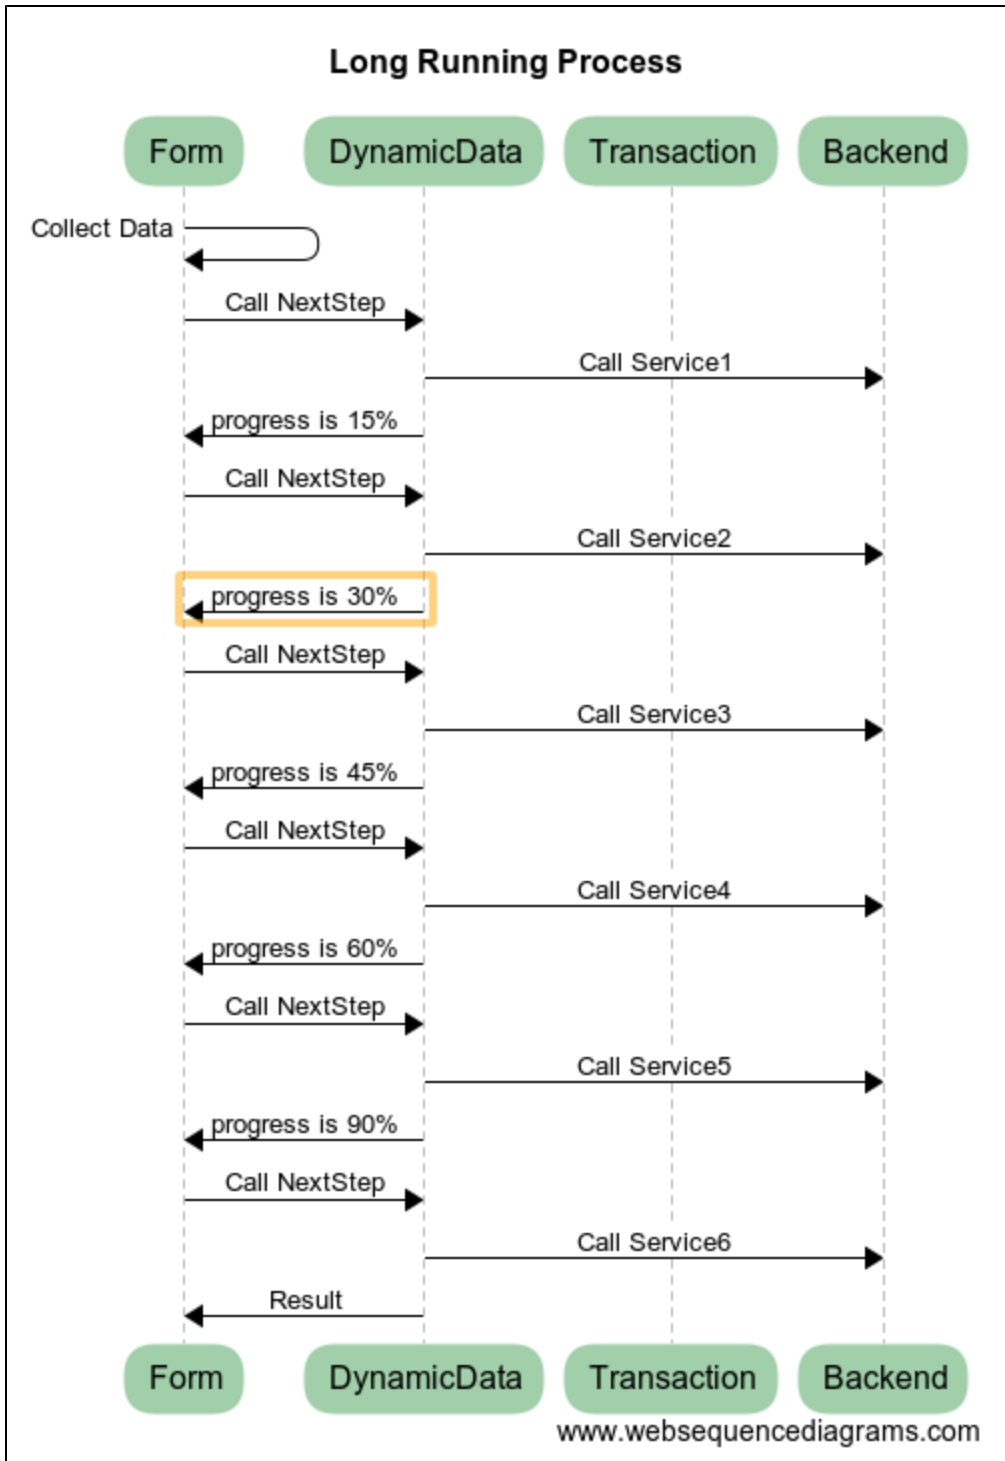 Long Running Process
Form DynamicData Transaction Backend
Collect Data
Call NextStep
Call Service1
progress is 15%
Call NextStep
Call Service2
progress is 30%
Call NextStep
Call Service3
progress is 45%
Call NextStep
Call Service4
progress is 60%
Call NextStep
Call Service5
progress is 90%
Call NextStep
Call Service6
Result
Form DynamicData Transaction Backend
www.websequencediagrams.com